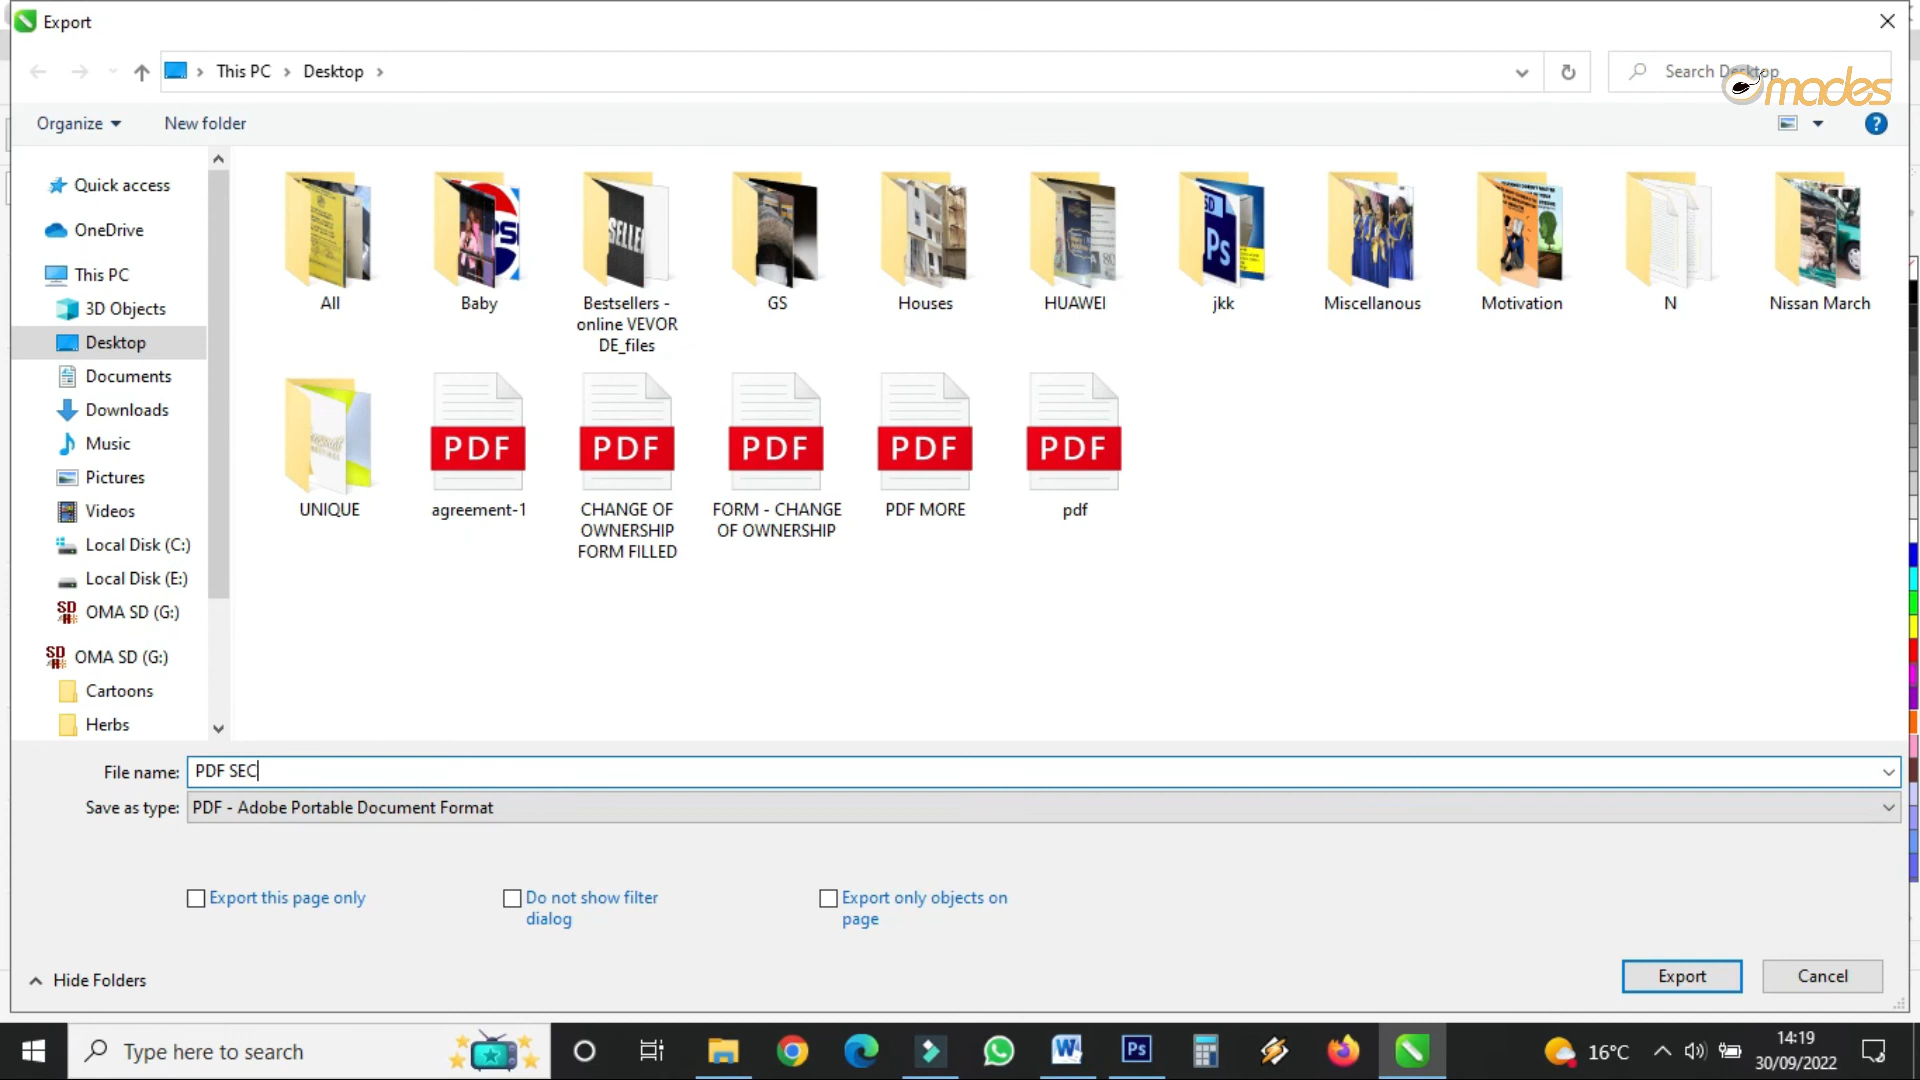 Export
This PC
Desktop
Search Desktop
omades
Organize
New folder
Quick access
OneDrive
This PC
3D Objects
Desktop
Documents
Downloads
Music
Pictures
Videos
Local Disk (C:)
Local Disk (E:)
OMA SD (G:)
OMA SD (G:)
Cartoons
Herbs
All
Baby
Bestsellers -
online VEVOR
DE_files
GS
Houses
HUAWEI
jkk
Miscellanous
Motivation
N
Nissan March
UNIQUE
PDF
agreement-1
PDF
CHANGE OF
OWNERSHIP
FORM FILLED
PDF
FORM - CHANGE
OF OWNERSHIP
PDF
PDF MORE
PDF
pdf
File name:
PDF SEC
Save as type:
PDF - Adobe Portable Document Format
Export this page only
Do not show filter
dialog
Export only objects on
page
Hide Folders
Export
Cancel
Type here to search
16°C
14:19
30/09/2022